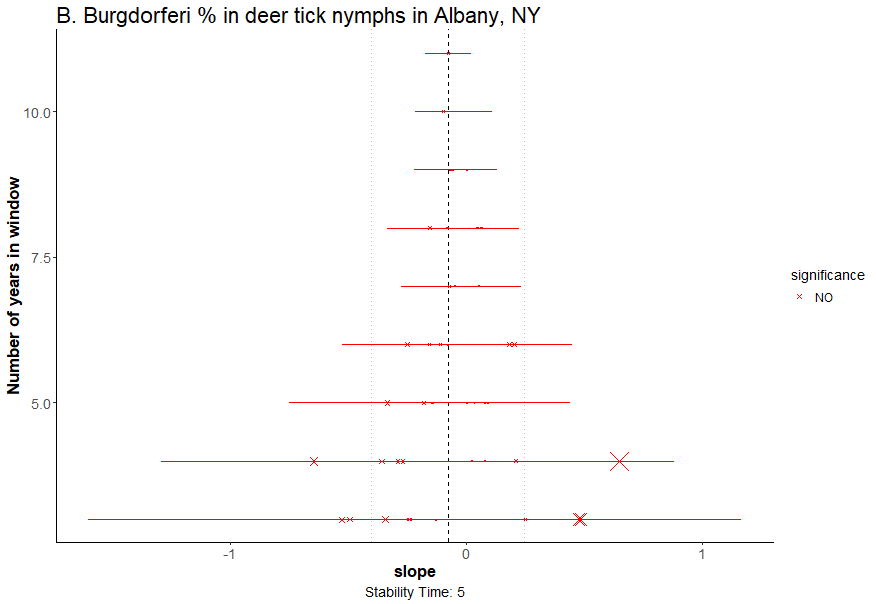 B. Burgdorferi % in deer tick nymphs in Albany, NY
Number of years in window
10.0
7.5
5.0
-1
0
1
slope
Stability Time: 5
significance
NO